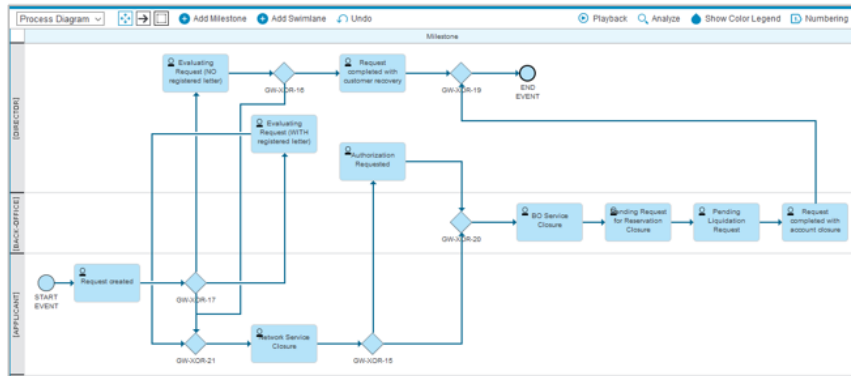 Process Diagram
Add Milestone
Add Swimlane
Undo
Playback
Analyze
Show Color Legend
Numbering
Milestone
[DIRECTOR]
Evaluating
Request (NO
registered letter)
GW-XOR-16
Request
completed with
customer recovery
GW-XOR-19
END
EVENT
Evaluating
Request (WITH
registered letter)
Authorization
Requested
[BACK-OFFICE]
GW-XOR-20
BO Service
Closure
Pending Request
for Reservation
Closure
Pending
Liquidation
Request
Request
completed with
account closure
[APPLICANT]
START
EVENT
Request created
GW-XOR-17
GW-XOR-21
Network Service
Closure
GW-XOR-15